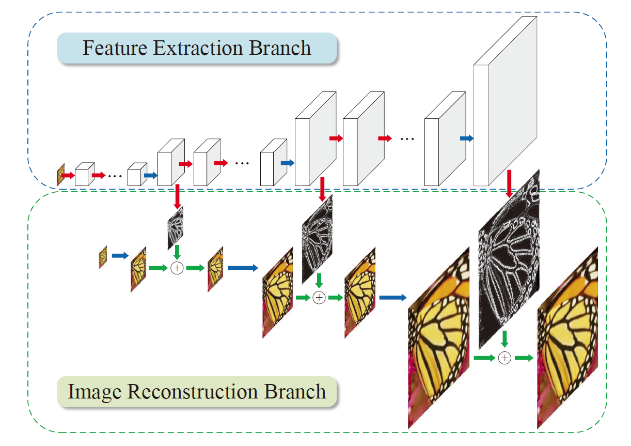 Feature Extraction Branch
Image Reconstruction Branch